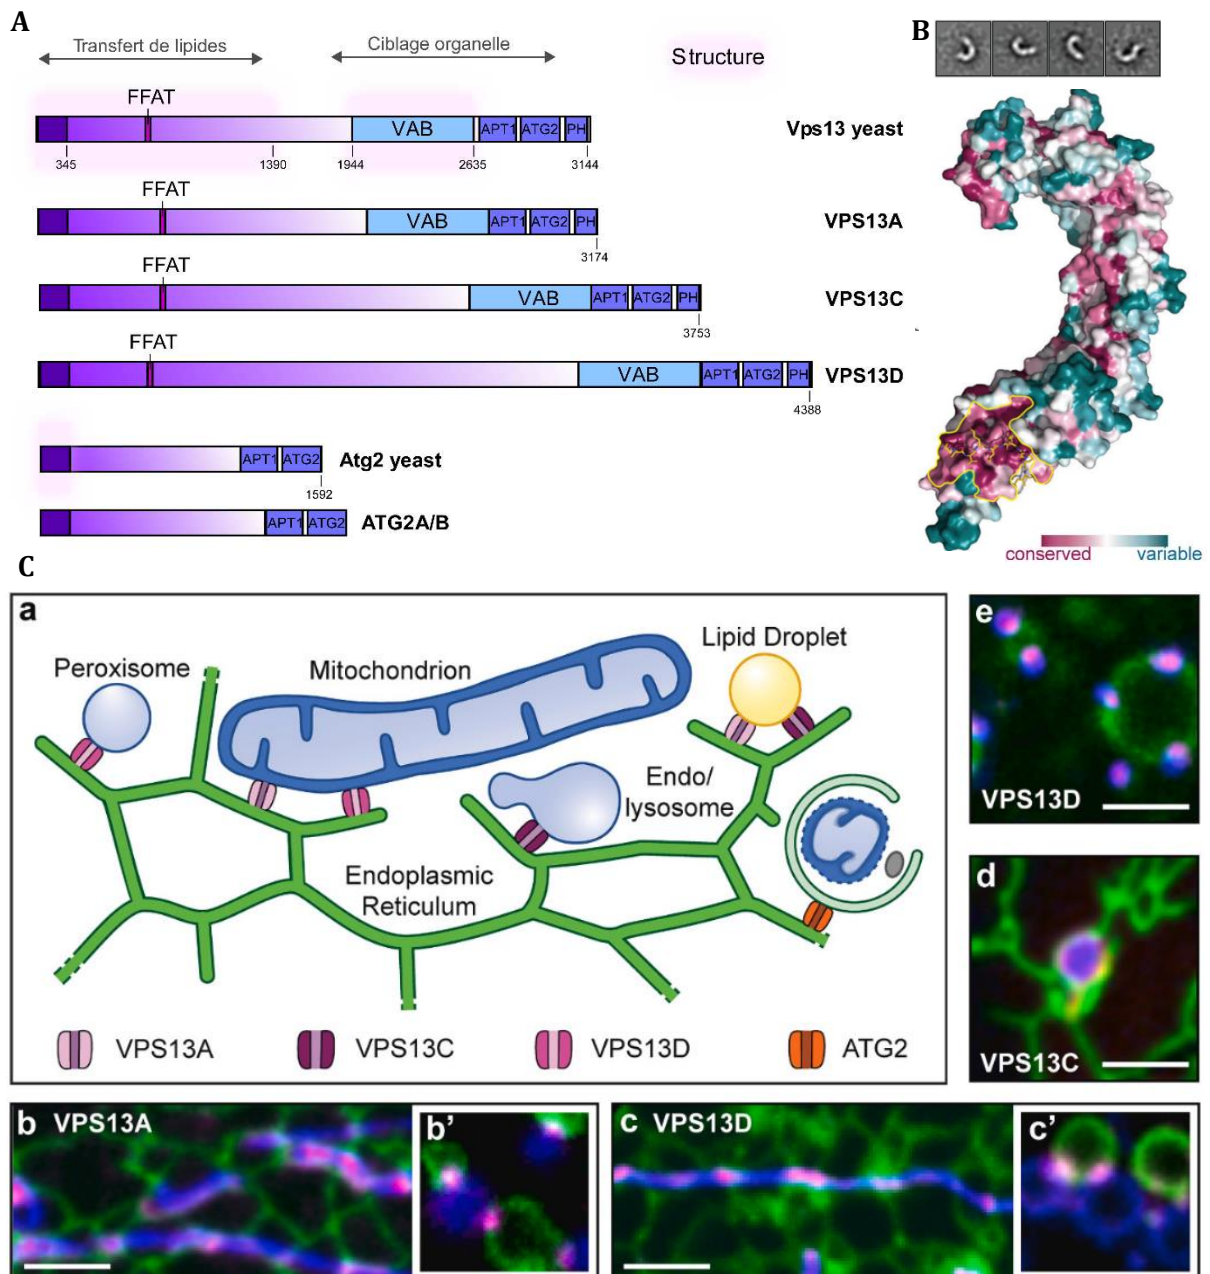 A
Transfert de lipides
Ciblage organelle
Structure
FFAT
VAB
APT1
ATG2
PH
Vps13 yeast
345
1390
1944
2635
3144
FFAT
VAB
APT1
ATG2
PH
VPS13A
3174
FFAT
VAB
APT1
ATG2
PH
VPS13C
3753
FFAT
VAB
APT1
ATG2
PH
VPS13D
4388
APT1
ATG2
Atg2 yeast
1592
APT1
ATG2
ATG2A/B
B
conserved
variable
C
a
Peroxisome
Mitochondrion
Lipid Droplet
Endo/
lysosome
Endoplasmic
Reticulum
VPS13A
VPS13C
VPS13D
ATG2
e
VPS13D
d
VPS13C
b VPS13A
b'
c VPS13D
c'